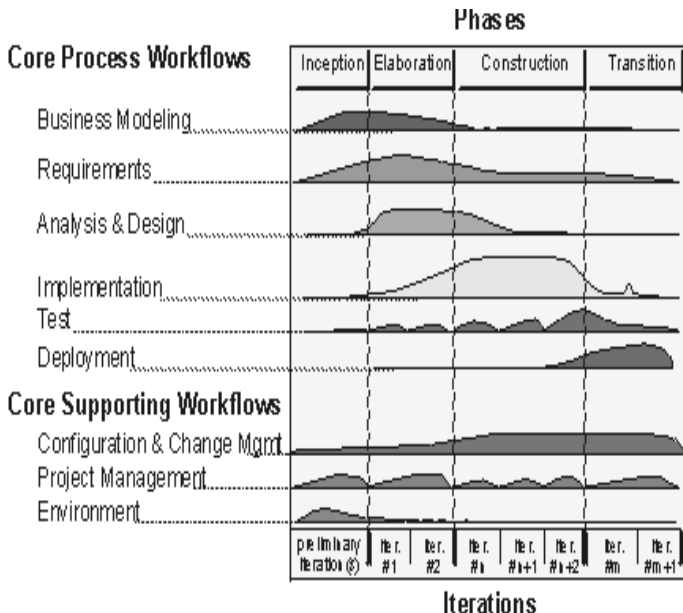 Phases
Core Process Workflows
Inception Elaboration Construction Transition
Business Modeling
Requirements
Analysis & Design
Implementation
Test
Deployment
Core Supporting Workflows
Configuration & Change Mgmt
Project Management
Environment
preliminary iteration(s)
iter. #1
iter. #2
iter. #n
iter. #n+1
iter. #n+2
iter. #m
iter. #m+1
Iterations